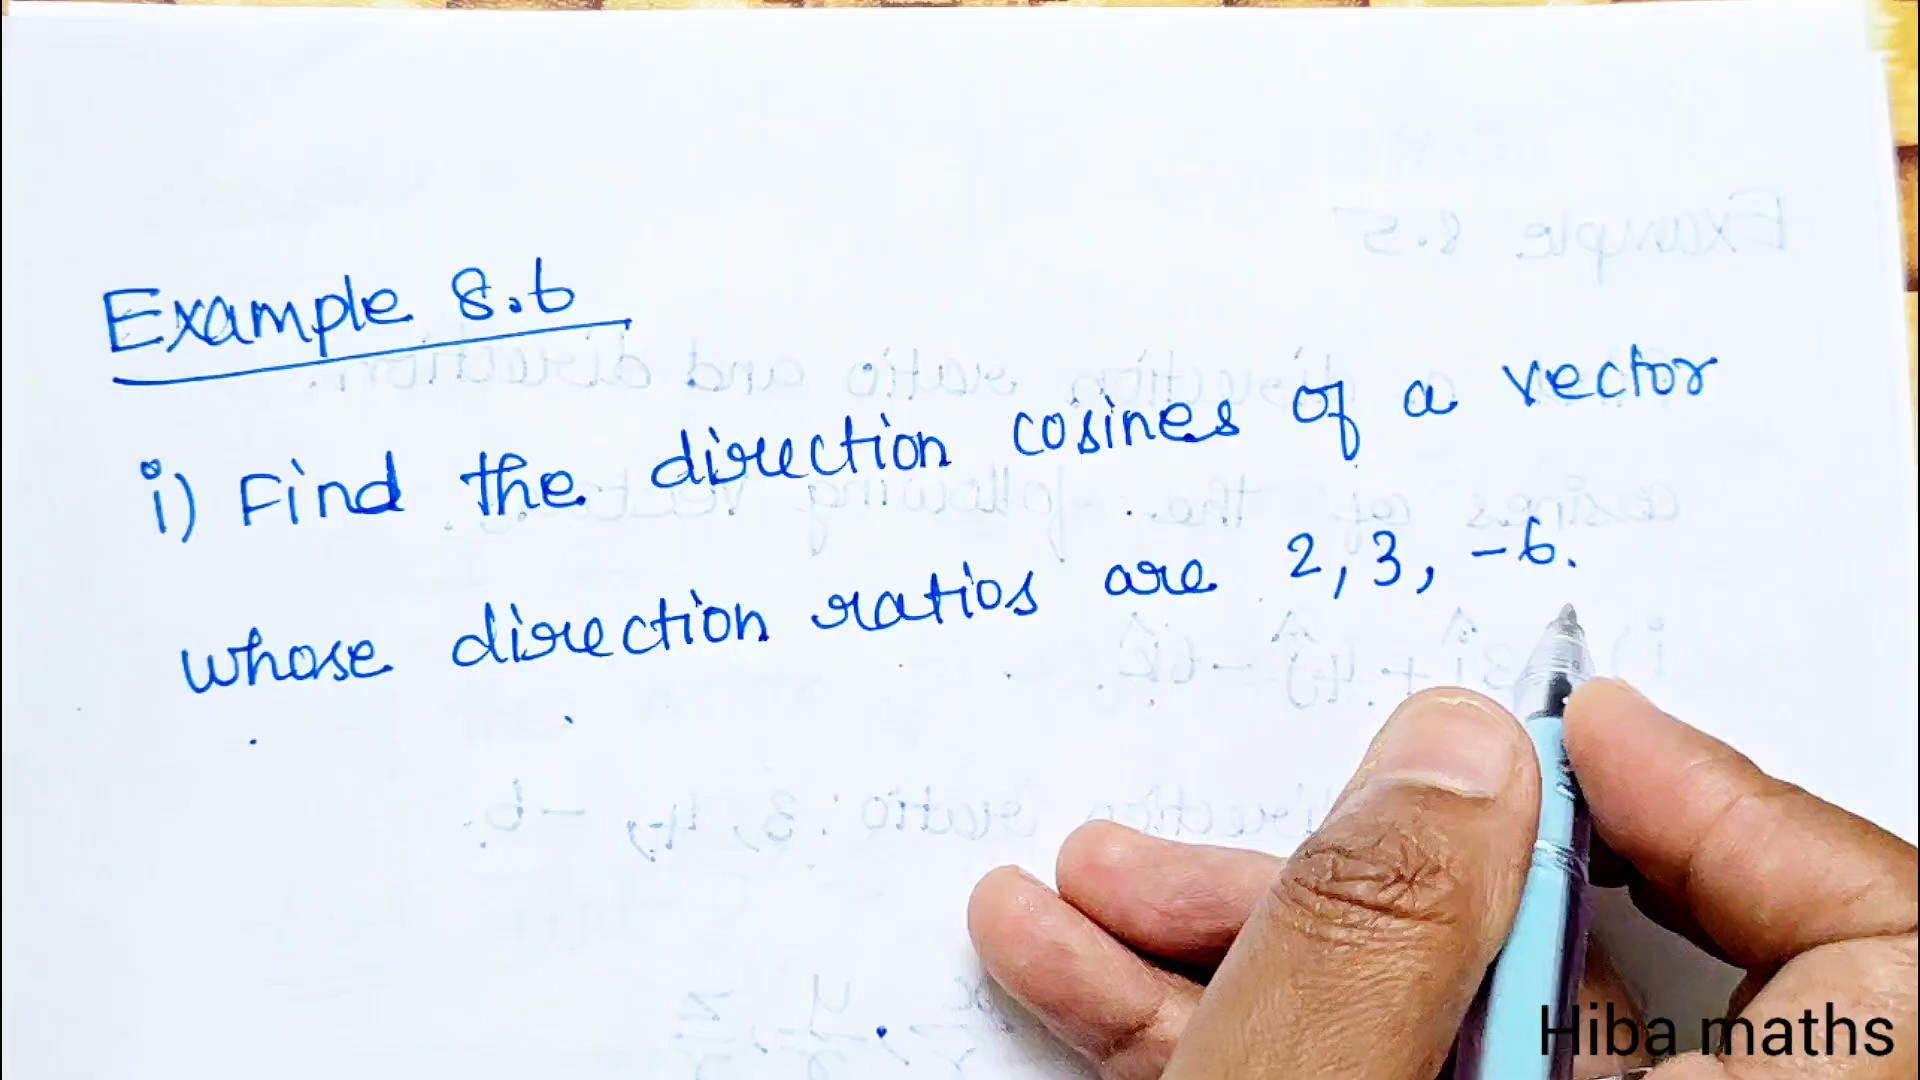 Example 8.6
i) Find the direction cosines of a vector
whose direction ratios are 2, 3, -6.
Hiba maths